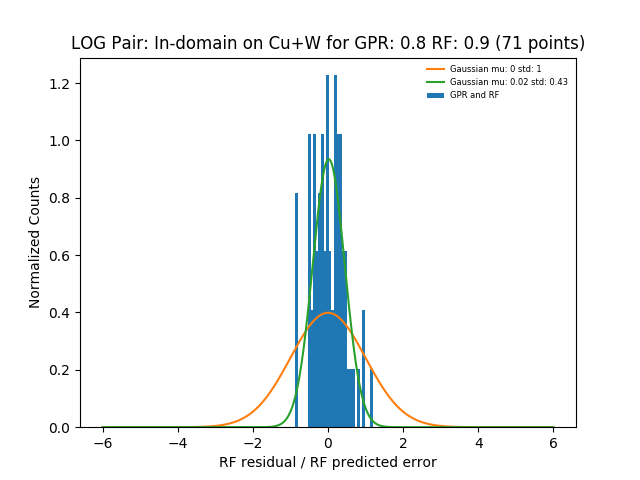 LOG Pair: In-domain on Cu+W for GPR: 0.8 RF: 0.9 (71 points)
Gaussian mu: 0 std: 1
Gaussian mu: 0.02 std: 0.43
GPR and RF
Normalized Counts
1.2
1.0
0.8
0.6
0.4
0.2
0.0
−6 −4 −2 0 2 4 6
RF residual / RF predicted error